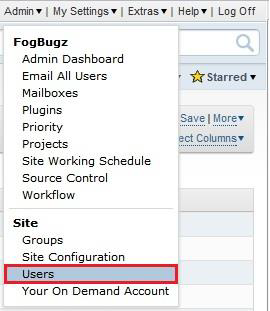 Admin ▾ | My Settings ▾ | Extras ▾ | Help ▾ | Log Off
FogBugz
Admin Dashboard
Email All Users
Mailboxes
Plugins
Priority
Projects
Site Working Schedule
Source Control
Workflow
Starred ▾
Save | More▾
Columns▾
Site
Groups
Site Configuration
Users
Your On Demand Account